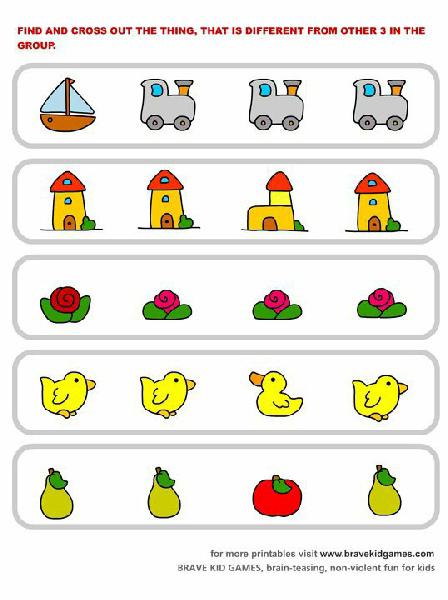 FIND AND CROSS OUT THE THING, THAT IS DIFFERENT FROM OTHER 3 IN THE
GROUP.
for more printables visit www.bravekidgames.com
BRAVE KID GAMES, brain-teasing, non-violent fun for kids